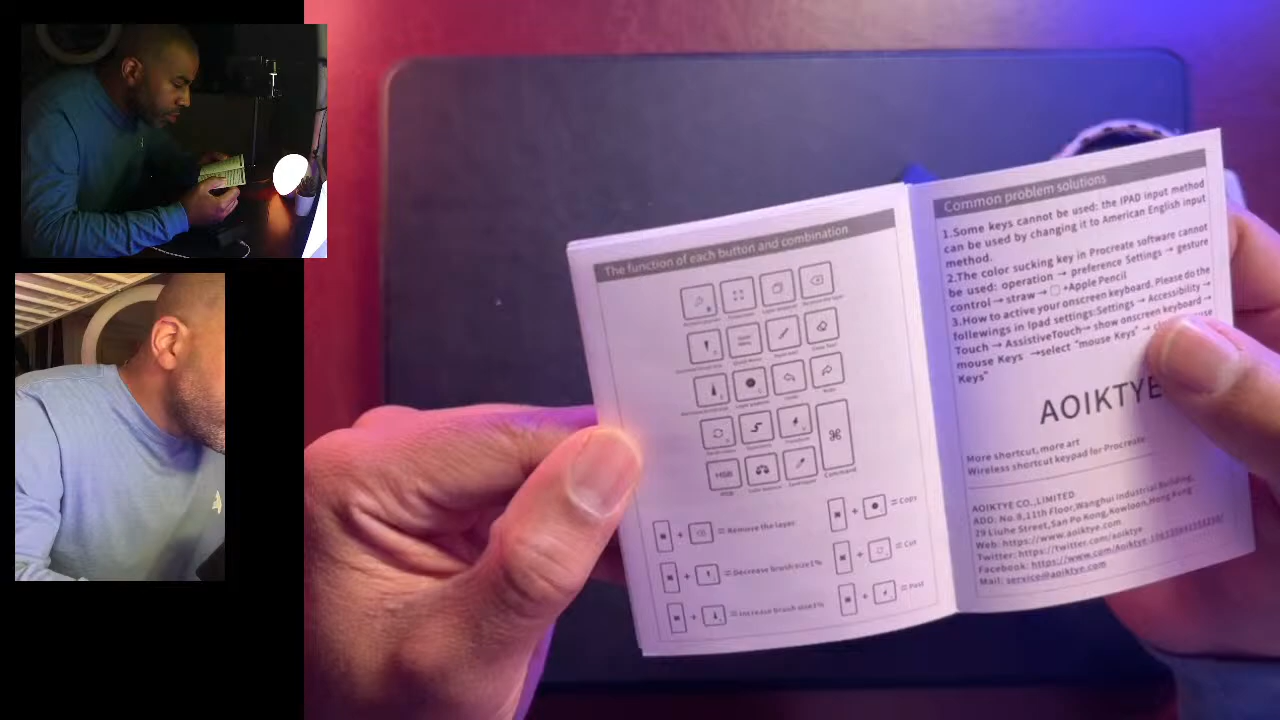 The function of each button and combination
HSB
⌘
Command
HSB
+ = Remove the layer
+ = Decrease brush size1%
+ = Increase brush size1%
+ = Copy
+ = Cut
+ = Past
Common problem solutions
1.Some keys cannot be used: the IPAD input method
can be used by changing it to American English input
method.
2.The color sucking key in Procreate software cannot
be used: operation → preference Settings → gesture
control → straw → □ +Apple Pencil
3.How to active your onscreen keyboard. Please do the
followings in Ipad settings:Settings → Accessibility →
Touch → AssistiveTouch→ show onscreen keyboard →
mouse Keys →select "mouse Keys" →
Keys"
AOIKTYE
More shortcut, more art
Wireless shortcut keypad for Procreate
AOIKTYE CO.,LIMITED
ADD: No.8,11th Floor,Wanghui Industrial Building,
29 Liuhe Street,San Po Kong,Kowloon,Hong Kong
Web: https://www.aoiktye.com
Twitter: https://twitter.com/aoiktye
Facebook:
Mail: service@aoiktye.com